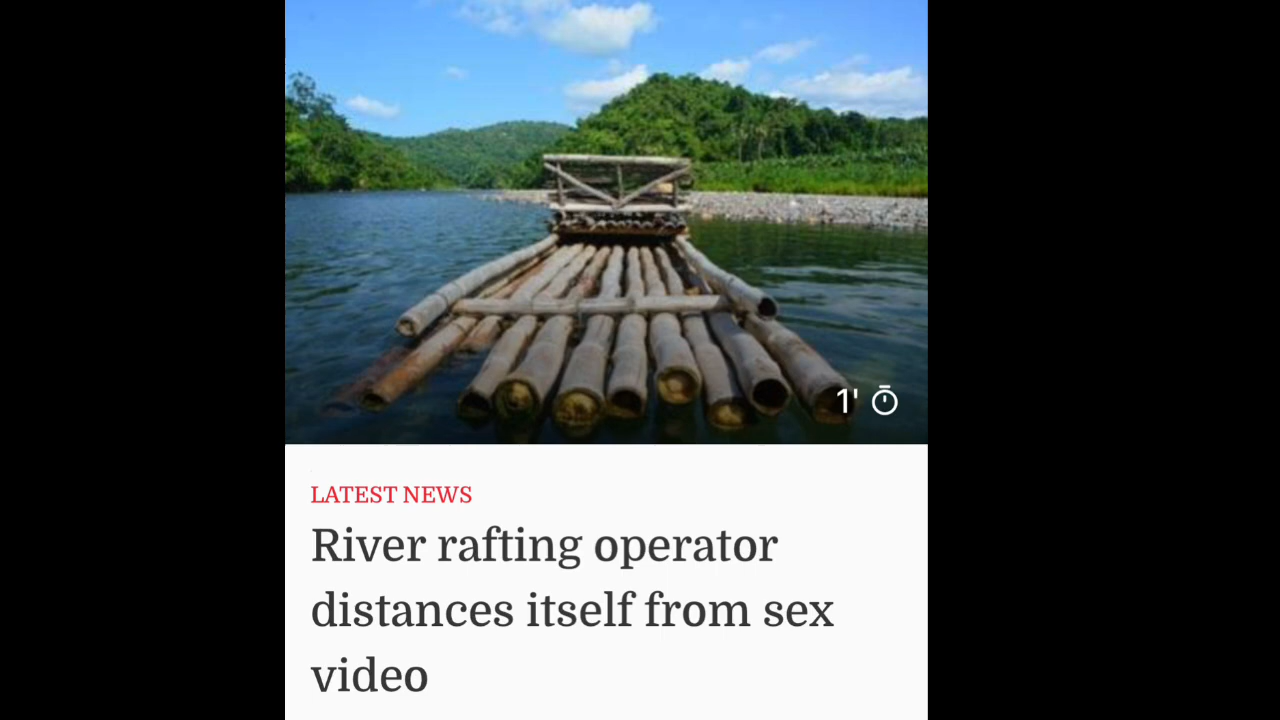 1'
LATEST NEWS
River rafting operator
distances itself from sex
video